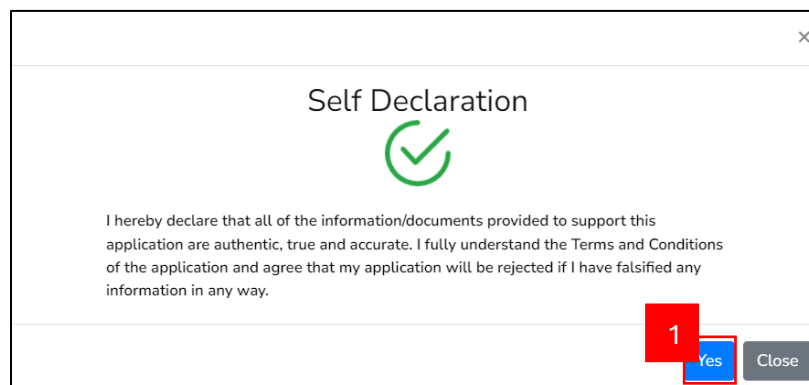 ×
Self Declaration
I hereby declare that all of the information/documents provided to support this
application are authentic, true and accurate. I fully understand the Terms and Conditions
of the application and agree that my application will be rejected if I have falsified any
information in any way.
1
Yes Close